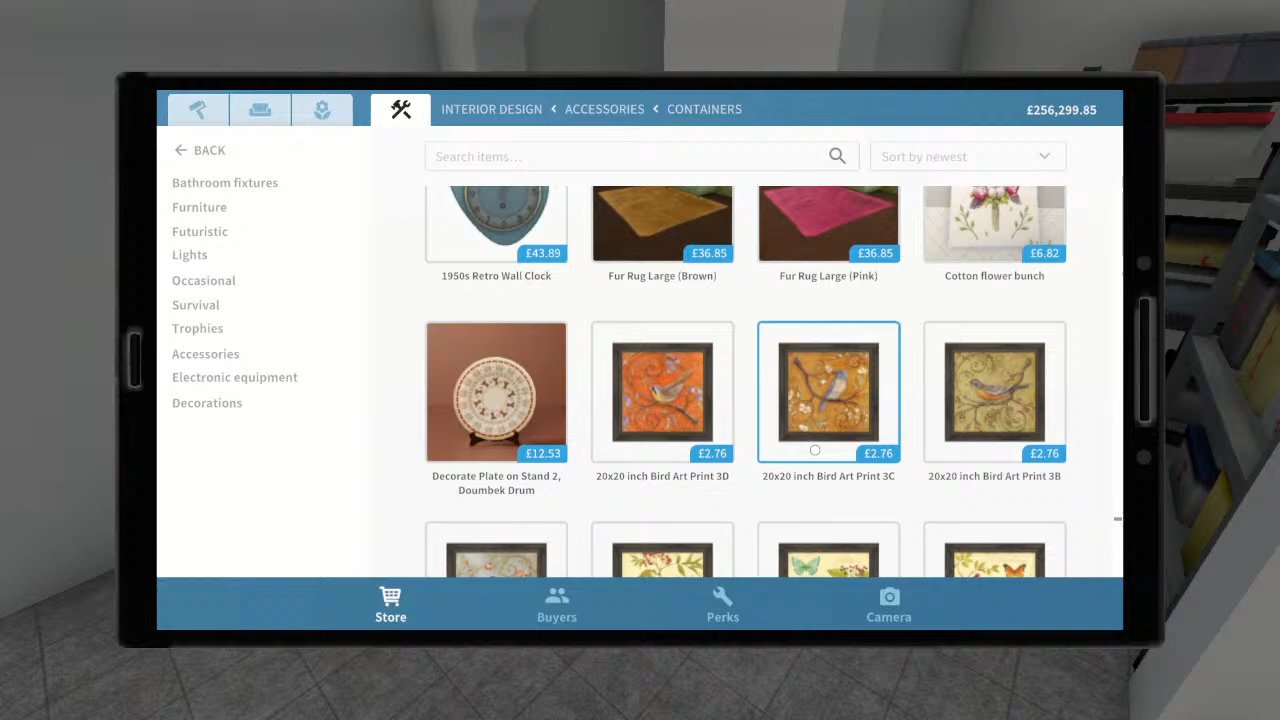 INTERIOR DESIGN < ACCESSORIES < CONTAINERS
£256,299.85
BACK
Search items...
Sort by newest
Bathroom fixtures
Furniture
Futuristic
Lights
Occasional
Survival
Trophies
Accessories
Electronic equipment
Decorations
£43.89
£36.85
£36.85
£6.82
1950s Retro Wall Clock
Fur Rug Large (Brown)
Fur Rug Large (Pink)
Cotton flower bunch
£12.53
£2.76
£2.76
£2.76
Decorate Plate on Stand 2,
Doumbek Drum
20x20 inch Bird Art Print 3D
20x20 inch Bird Art Print 3C
20x20 inch Bird Art Print 3B
Store
Buyers
Perks
Camera